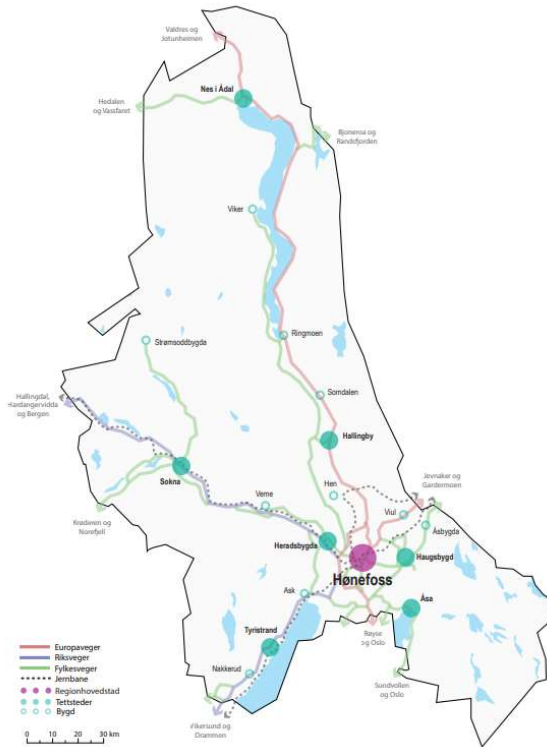 Valdres og
Jotunheimen
Nes i Ådal
Hedalen
og Vassfaret
Bjoneroa og
Randsfjorden
Viker
Ringmoen
Strømsoddbygda
Somdalen
Hallingdal,
Hardangervidda
og Bergen
Hallingby
Sokna
Hen
Jevnaker og
Gardermoen
Verne
Viul
Åsbygda
Krøderen og
Norefjell
Heradsbygda
Haugsbygd
Hønefoss
Ask
Åsa
Tyristrand
Røyse
og Oslo
Nakkerud
Sundvollen
og Oslo
Vikersund og
Drammen
Europaveger
Riksveger
Fylkesveger
Jernbane
Regionhovedstad
Tettsteder
Bygd
0 10 20 30 km